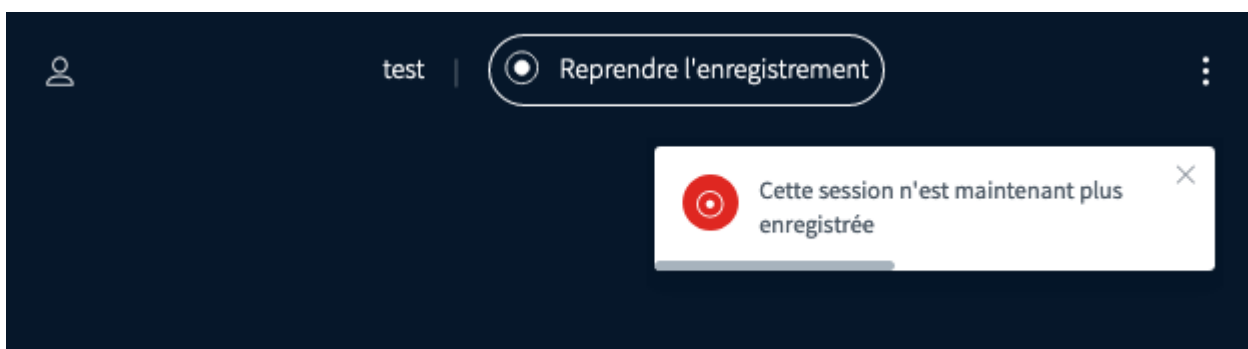 test | Reprendre l'enregistrement
Cette session n'est maintenant plus
enregistrée